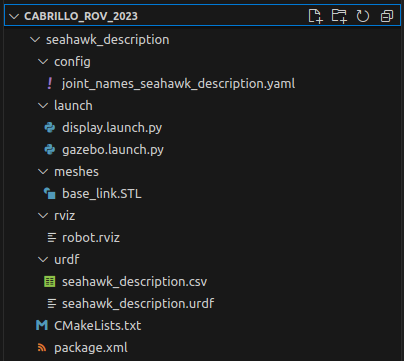 CABRILLO_ROV_2023
seahawk_description
config
! joint_names_seahawk_description.yaml
launch
display.launch.py
gazebo.launch.py
meshes
base_link.STL
rviz
robot.rviz
urdf
seahawk_description.csv
seahawk_description.urdf
M CMakeLists.txt
package.xml